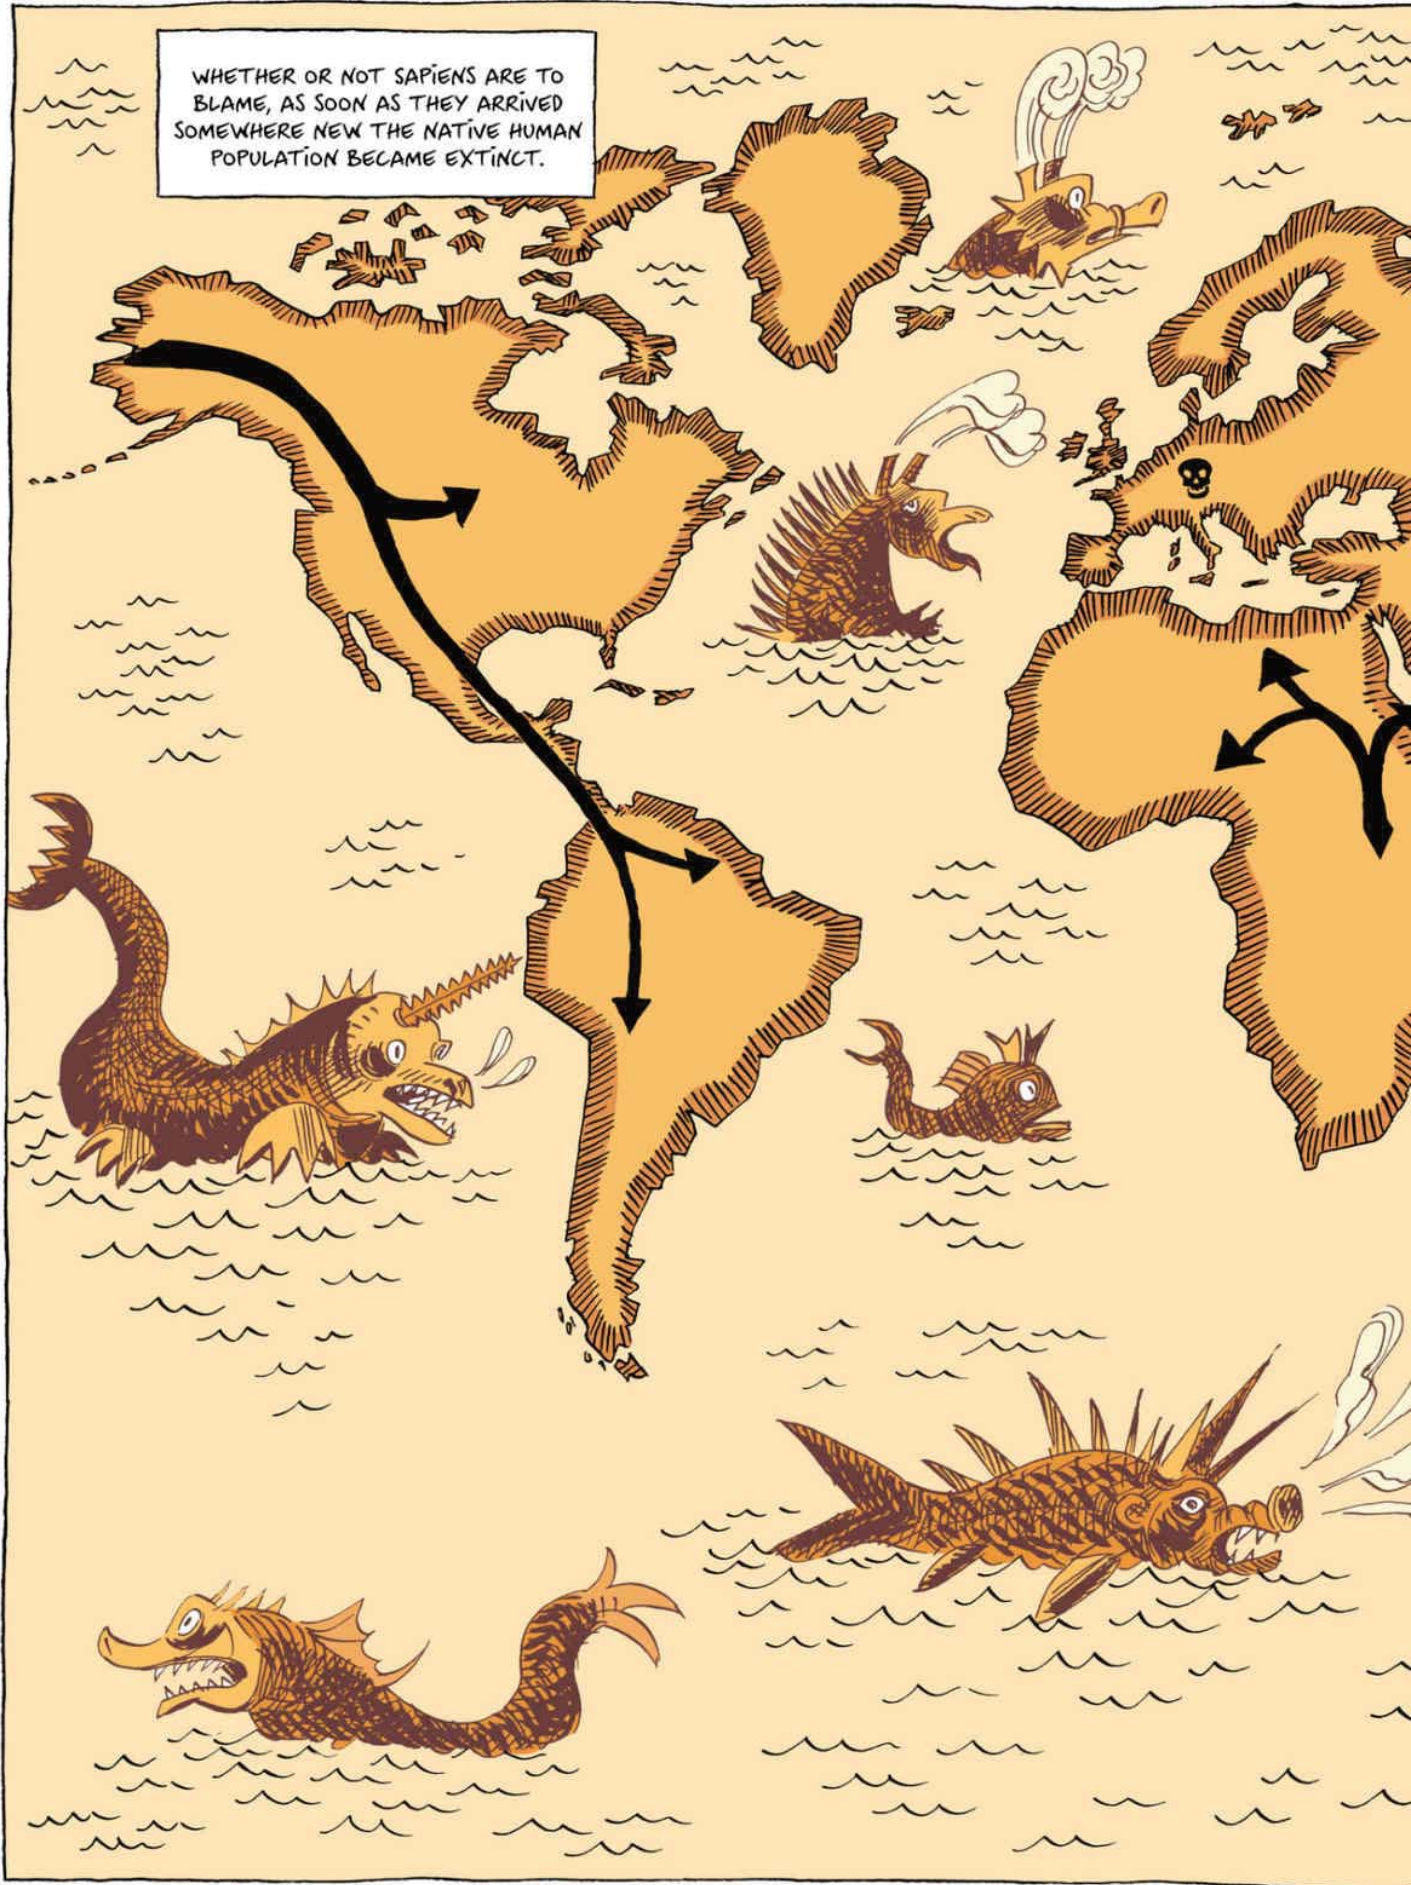 WHETHER OR NOT SAPiENS ARE TO
BLAME, AS SOON AS THEY ARRiVED
SOMEWHERE NEW THE NATiVE HUMAN
POPULATiON BECAME EXTiNCT.